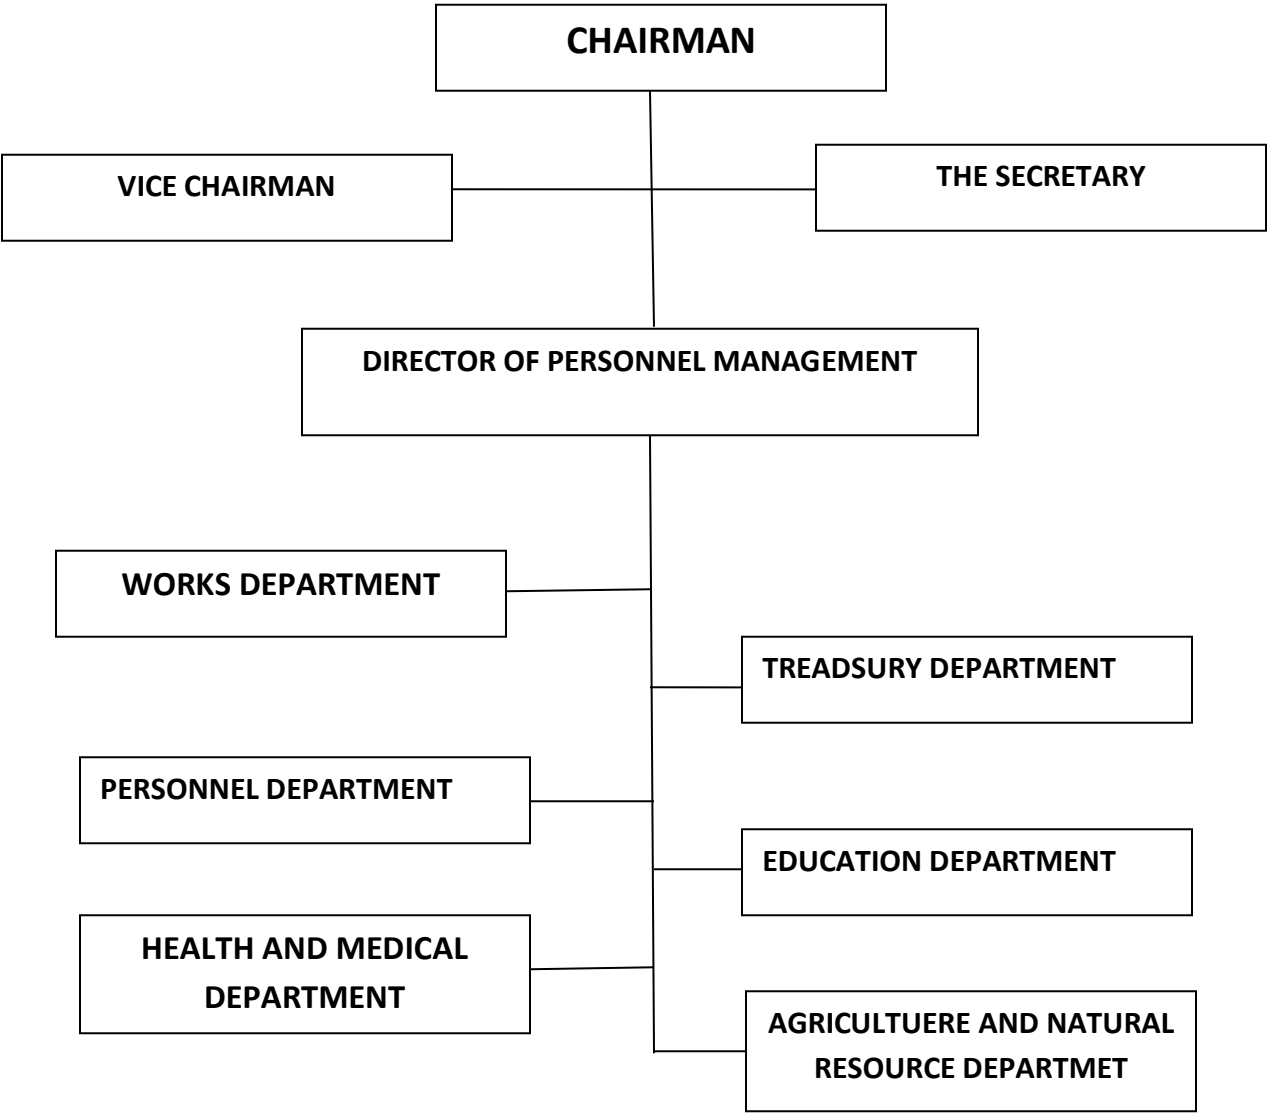 CHAIRMAN
VICE CHAIRMAN
THE SECRETARY
DIRECTOR OF PERSONNEL MANAGEMENT
WORKS DEPARTMENT
TREADSURY DEPARTMENT
PERSONNEL DEPARTMENT
EDUCATION DEPARTMENT
HEALTH AND MEDICAL
DEPARTMENT
AGRICULTUERE AND NATURAL
RESOURCE DEPARTMET